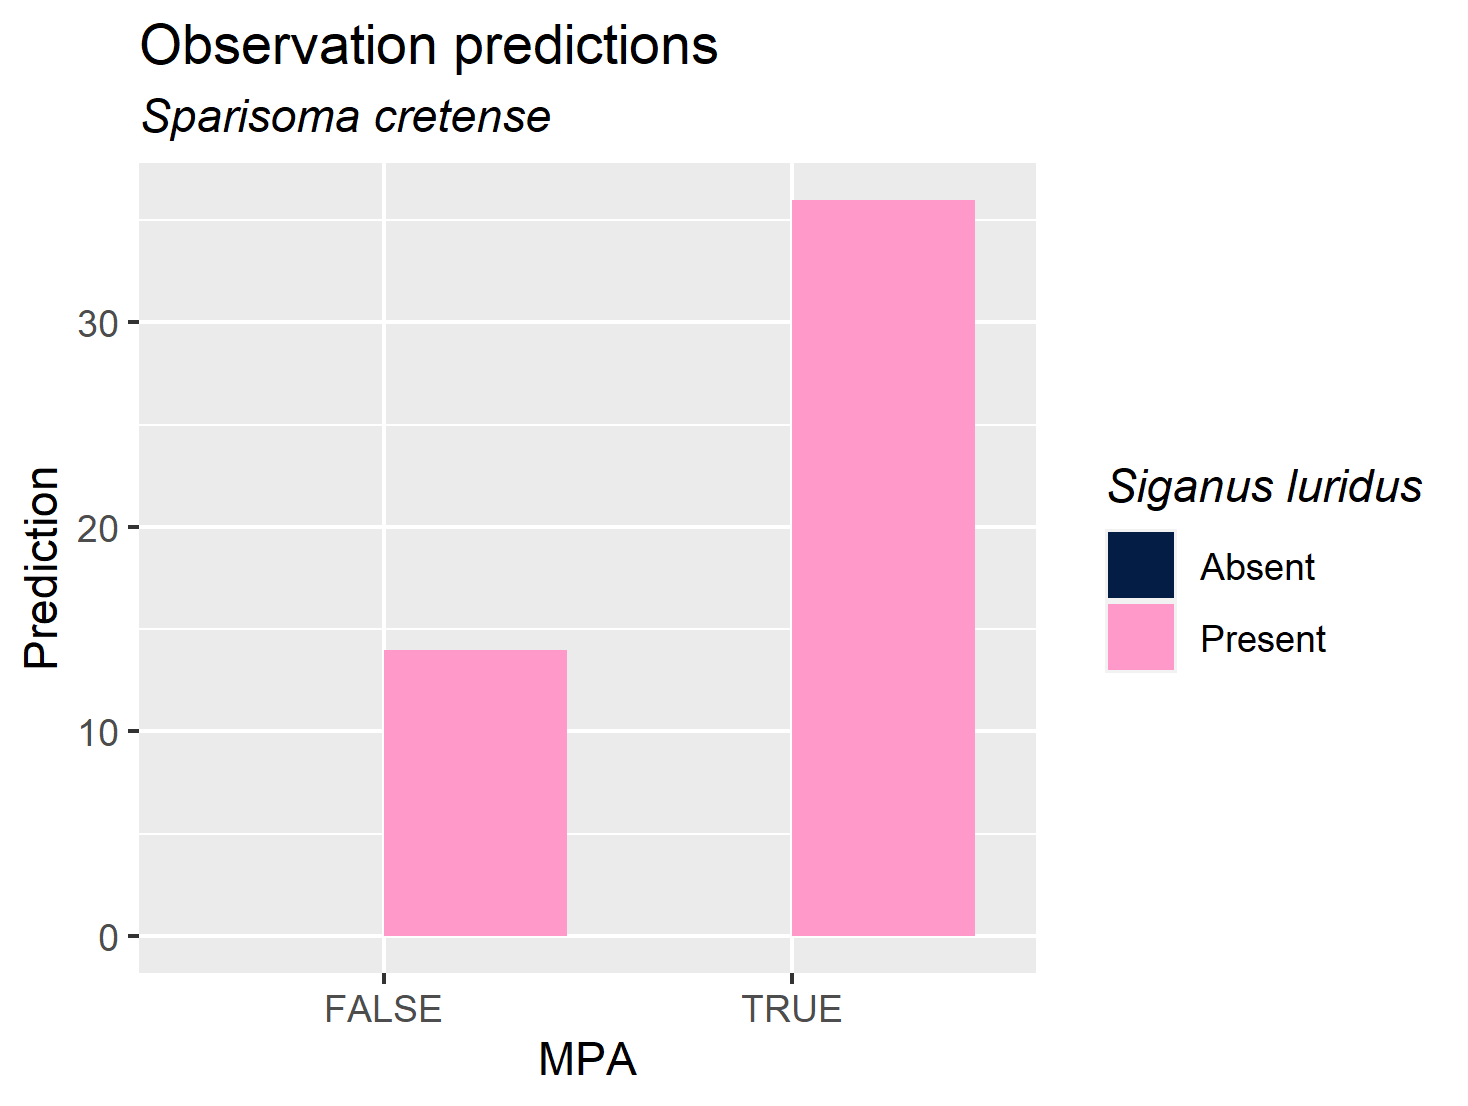 Observation predictions
Sparisoma cretense
Prediction
30
20
10
0
FALSE
TRUE
MPA
Siganus luridus
Absent
Present